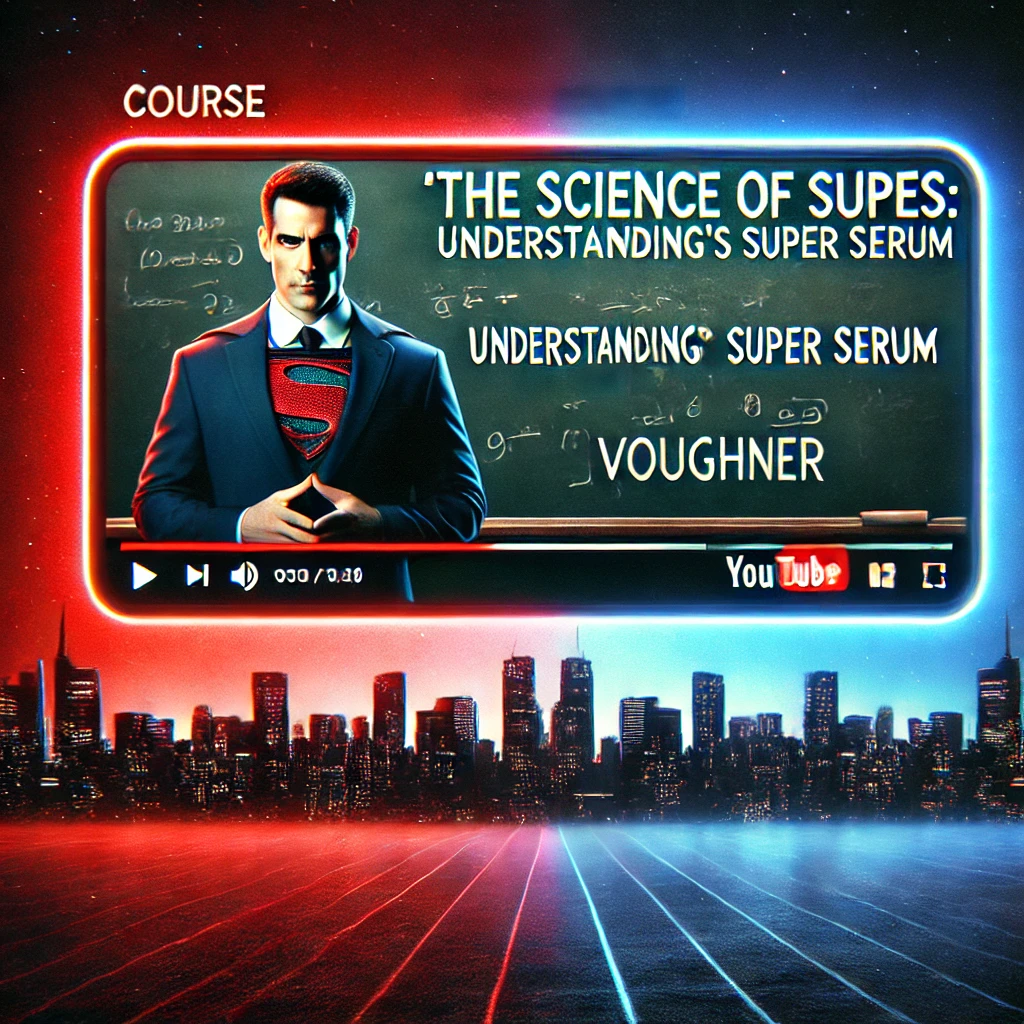 COURSE
'THE SCIENCE OF SUPES:
UNDERSTANDING'S SUPER SERUM
UNDERSTANDING' SUPER SERUM
VOUGHNER
YouTube